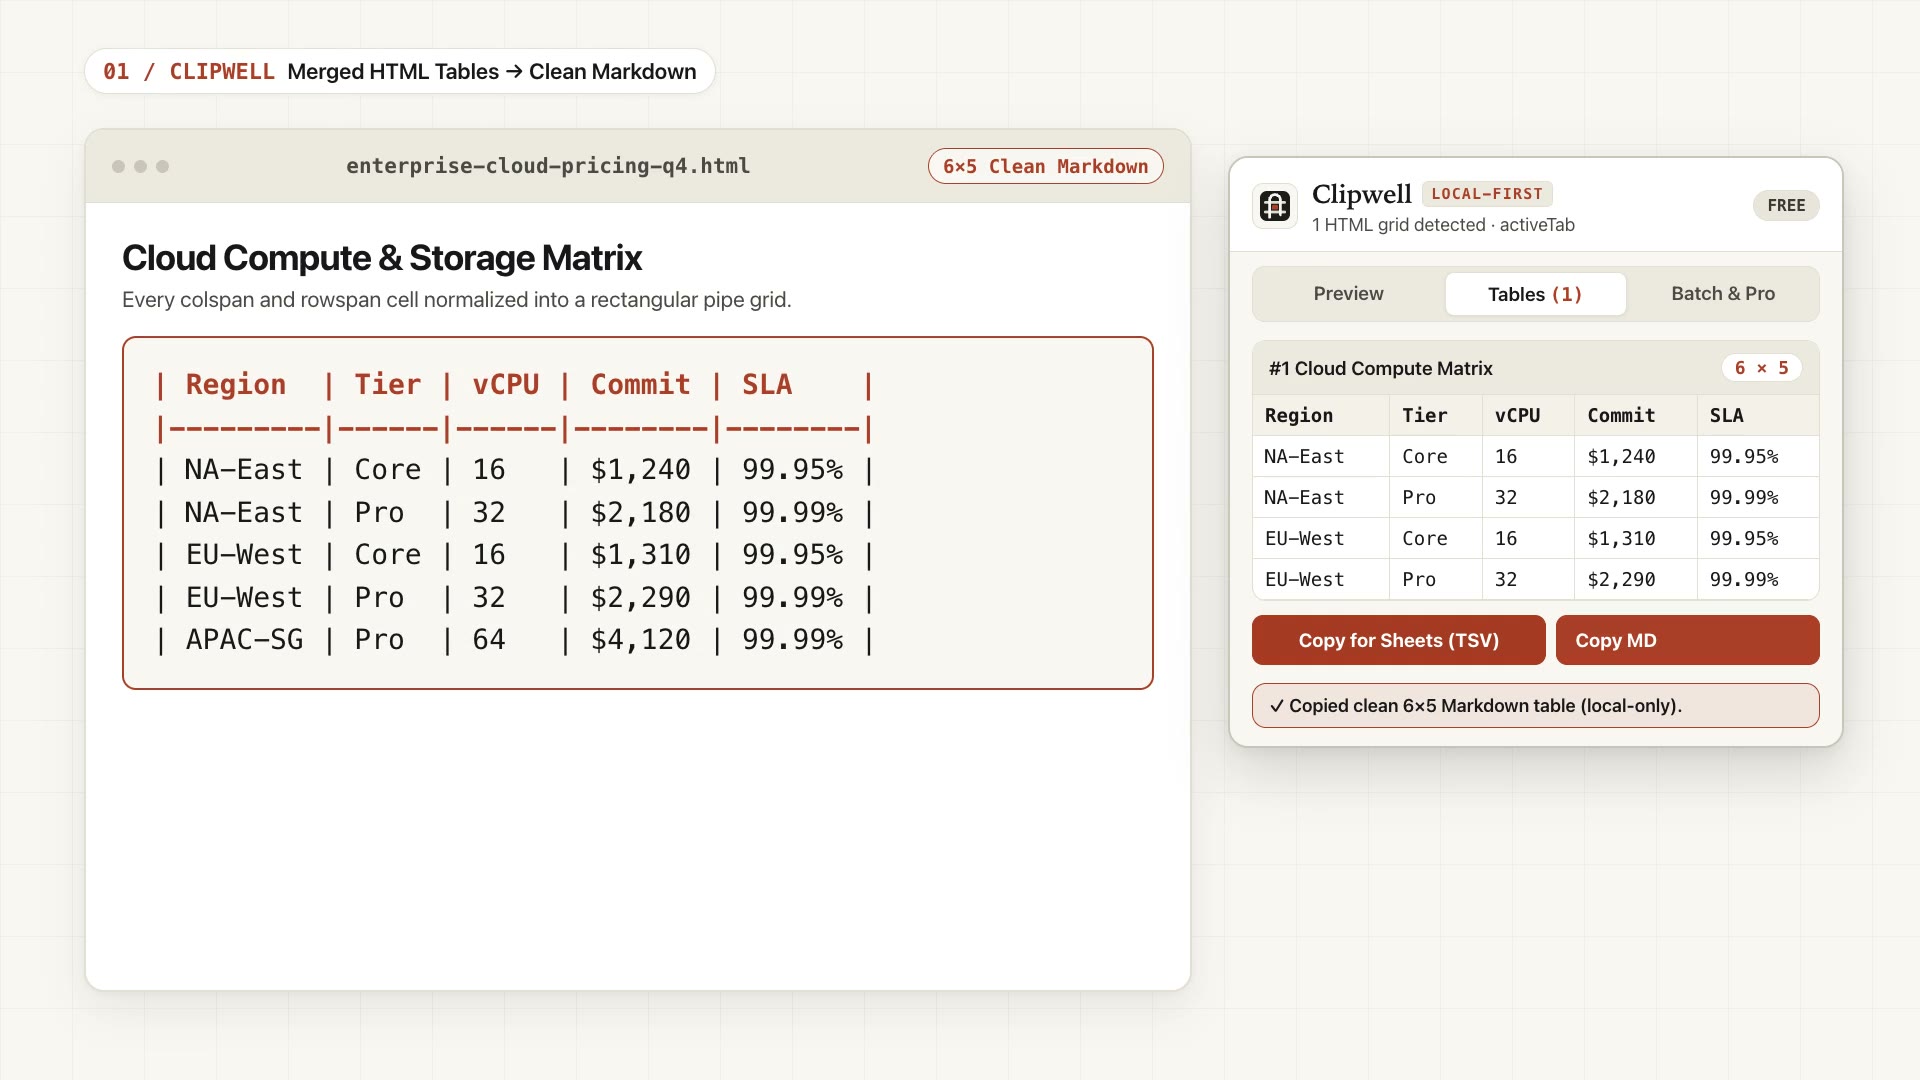 01 / CLIPWELL Merged HTML Tables → Clean Markdown
enterprise-cloud-pricing-q4.html
6×5 Clean Markdown
Cloud Compute & Storage Matrix
Every colspan and rowspan cell normalized into a rectangular pipe grid.
| Region  | Tier | vCPU | Commit | SLA    |
|---------|------|------|--------|--------|
| NA-East | Core | 16   | $1,240 | 99.95% |
| NA-East | Pro  | 32   | $2,180 | 99.99% |
| EU-West | Core | 16   | $1,310 | 99.95% |
| EU-West | Pro  | 32   | $2,290 | 99.99% |
| APAC-SG | Pro  | 64   | $4,120 | 99.99% |
Clipwell LOCAL-FIRST
1 HTML grid detected · activeTab
FREE
Preview Tables (1) Batch & Pro
#1 Cloud Compute Matrix 6 × 5
Region Tier vCPU Commit SLA
NA-East Core 16 $1,240 99.95%
NA-East Pro 32 $2,180 99.99%
EU-West Core 16 $1,310 99.95%
EU-West Pro 32 $2,290 99.99%
Copy for Sheets (TSV) Copy MD
✓ Copied clean 6×5 Markdown table (local-only).